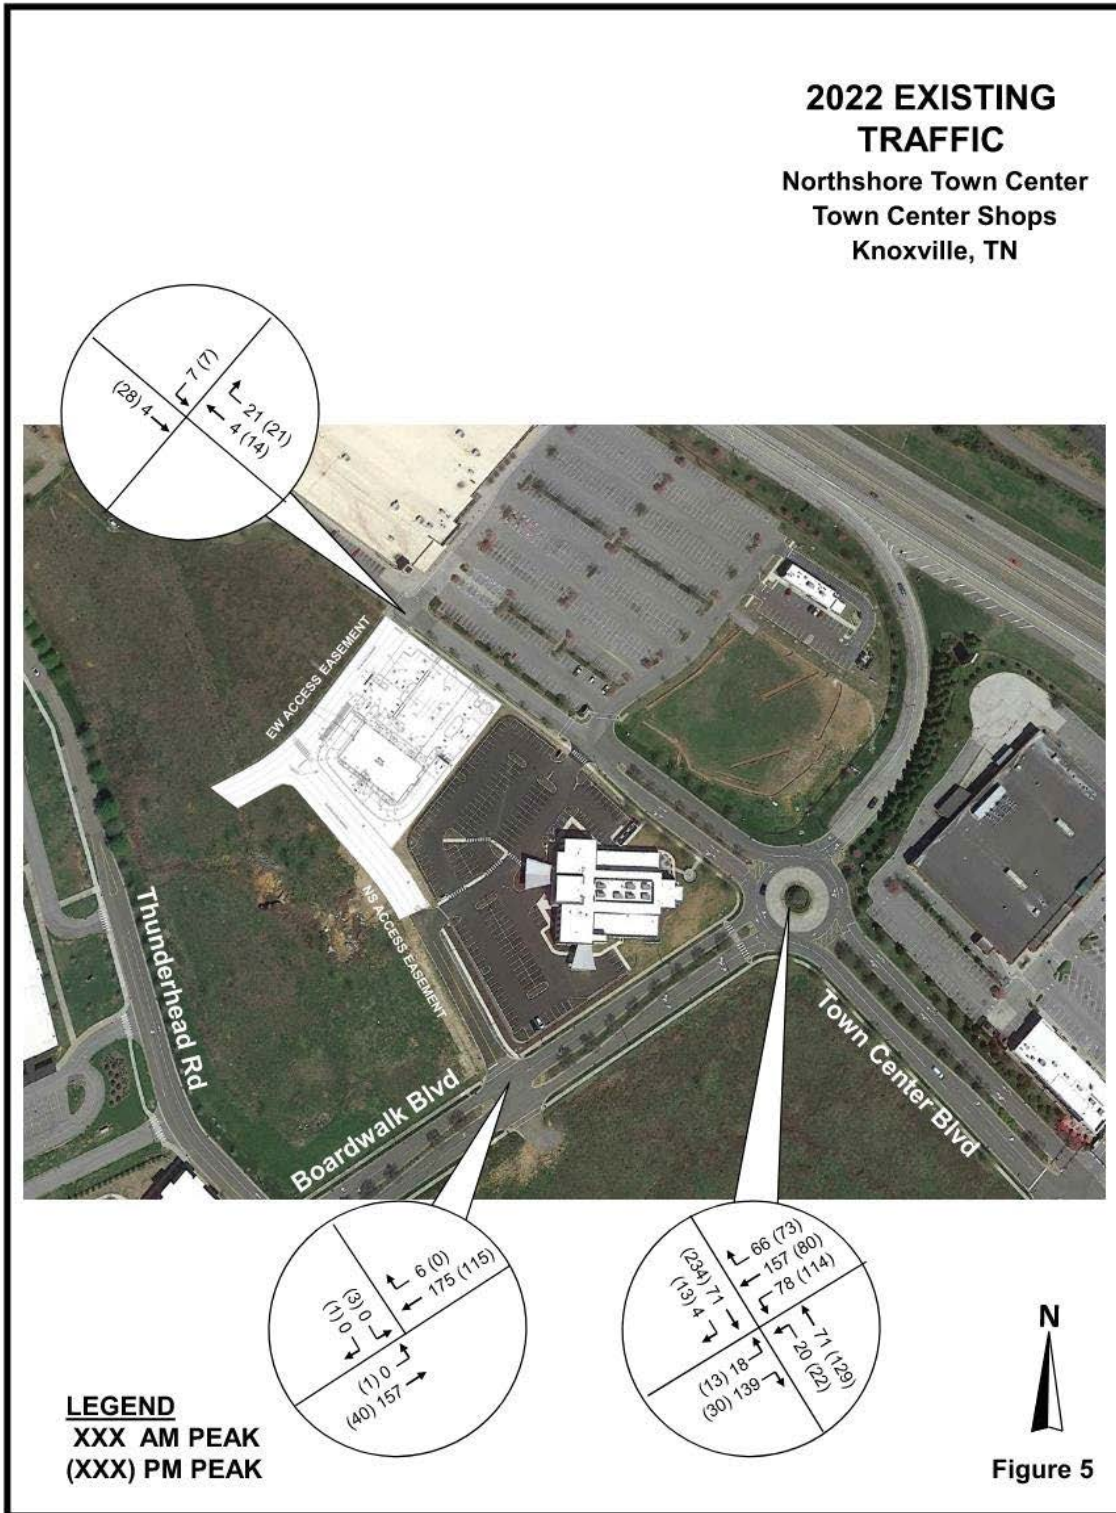 2022 EXISTING
TRAFFIC
Northshore Town Center
Town Center Shops
Knoxville, TN
7 (7)
(28) 4
21 (21)
4 (14)
EW ACCESS EASEMENT
NS ACCESS EASEMENT
Thunderhead Rd
Boardwalk Blvd
Town Center Blvd
6 (0)
175 (115)
(3) 0
(1) 0
(1) 0
(40) 157
66 (73)
157 (80)
78 (114)
(234) 71
(13) 4
71 (129)
20 (22)
(13) 18
(30) 139
LEGEND
XXX AM PEAK
(XXX) PM PEAK
N
Figure 5